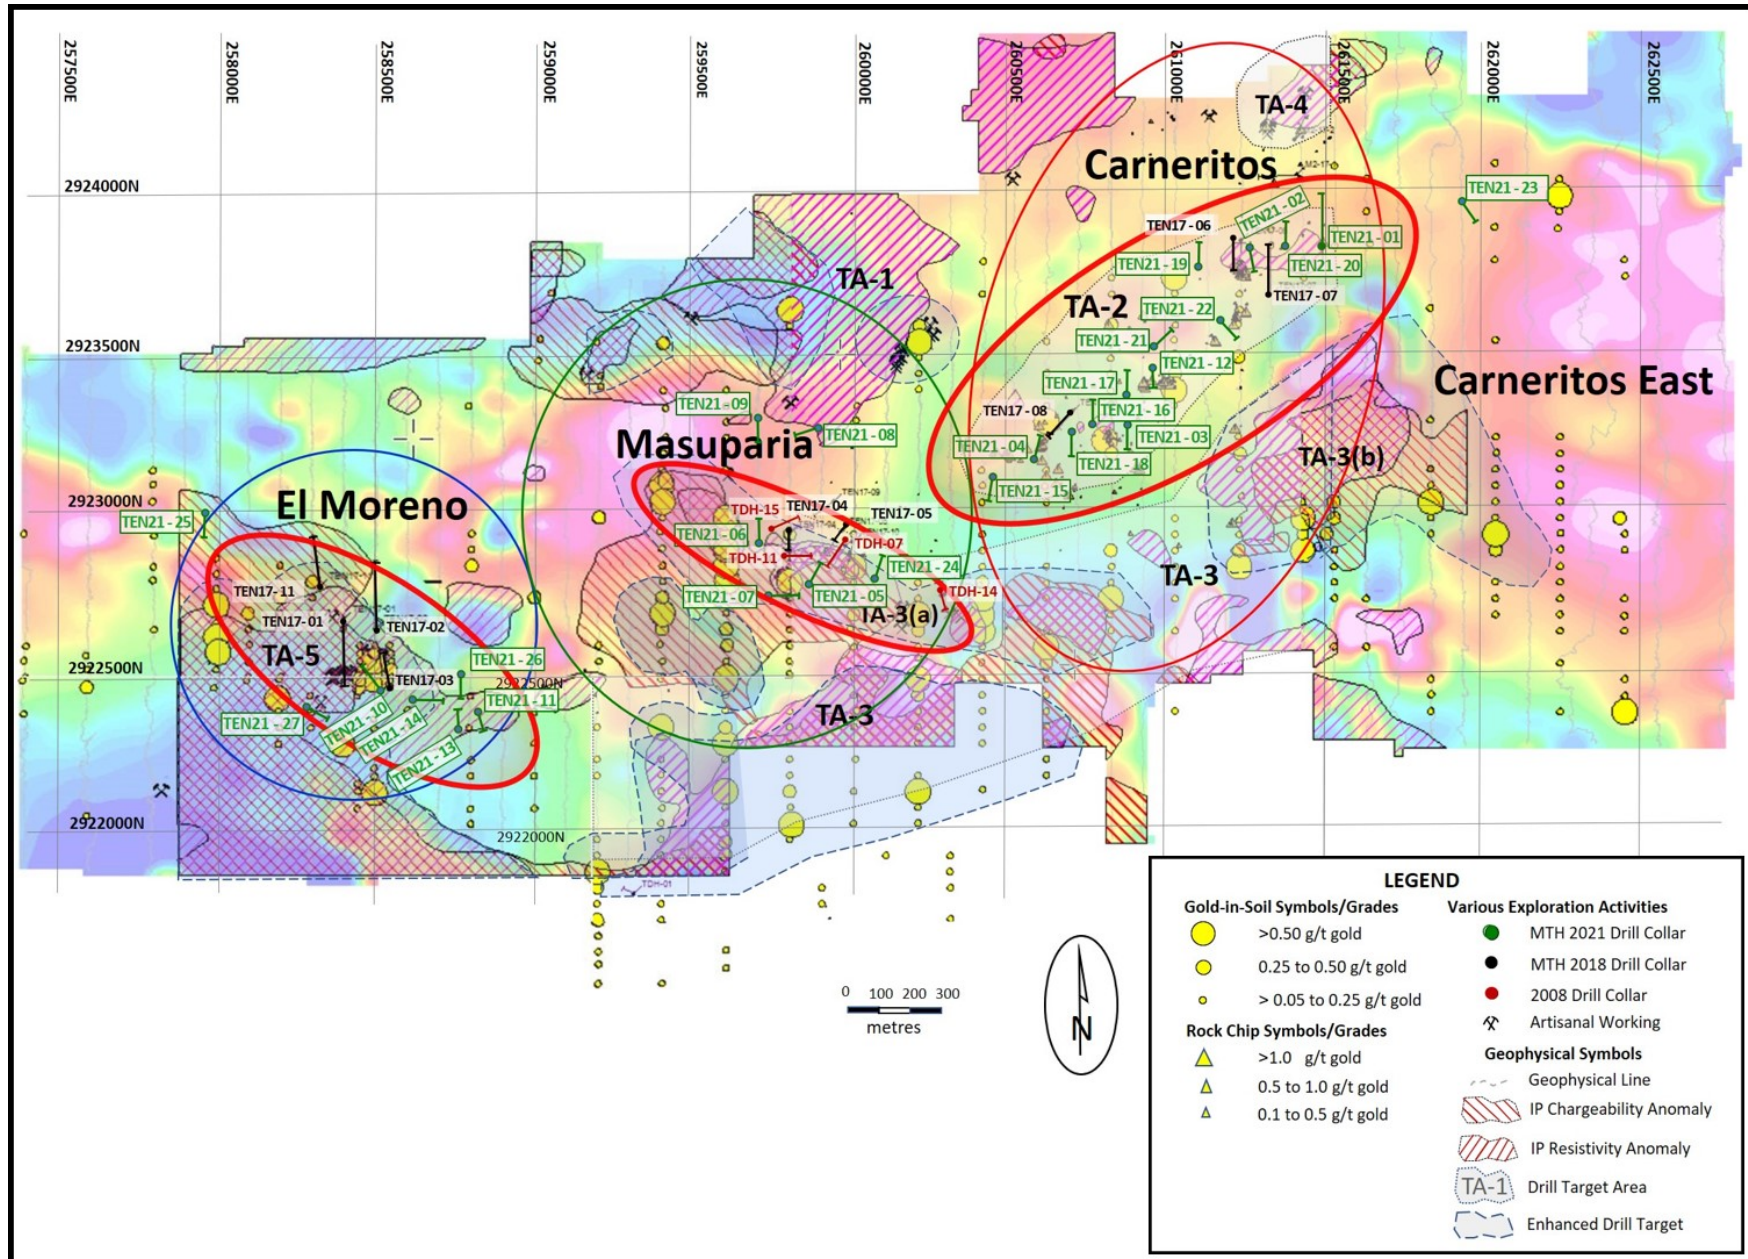 257500E
258000E
258500E
259000E
259500E
260000E
260500E
261000E
261500E
262000E
262500E
TA-4
Carneritos
2924000N
TEN21 - 23
TEN21 - 02
TEN17 - 06
TEN21 - 01
TEN21 - 19
TEN21 - 20
TA-1
TEN17 - 07
TA-2
TEN21 - 22
TEN21 - 21
2923500N
TEN21 - 12
Carneritos East
TEN21 - 17
TEN21 - 09
TEN17 - 08
TEN21 - 16
TEN21 - 08
TEN21 - 03
Masuparia
TEN21 - 04
TA-3(b)
TEN21 - 18
TEN21 - 15
TEN17-09
2923000N
El Moreno
TDH-15
TEN17-04
TEN17-05
TEN21 - 25
TEN21 - 06
TDH-07
TDH-11
TEN21 - 24
TA-3
TEN17- 11
TEN21 - 07
TEN21 - 05
TDH-14
TA-3(a)
TEN17-01
TEN17-01
TEN17-02
TA-5
TEN21 - 26
2922500N
TEN17-03
2922500N
TEN21 - 11
TEN21 - 27
TEN21 - 10
TEN21 - 14
TEN21 - 13
TA-3
2922000N
2922000N
TDH-01
LEGEND
Gold-in-Soil Symbols/Grades
>0.50 g/t gold
0.25 to 0.50 g/t gold
> 0.05 to 0.25 g/t gold
Rock Chip Symbols/Grades
>1.0 g/t gold
0.5 to 1.0 g/t gold
0.1 to 0.5 g/t gold
Various Exploration Activities
MTH 2021 Drill Collar
MTH 2018 Drill Collar
2008 Drill Collar
Artisanal Working
Geophysical Symbols
Geophysical Line
IP Chargeability Anomaly
IP Resistivity Anomaly
TA-1 Drill Target Area
Enhanced Drill Target
0 100 200 300
metres
N